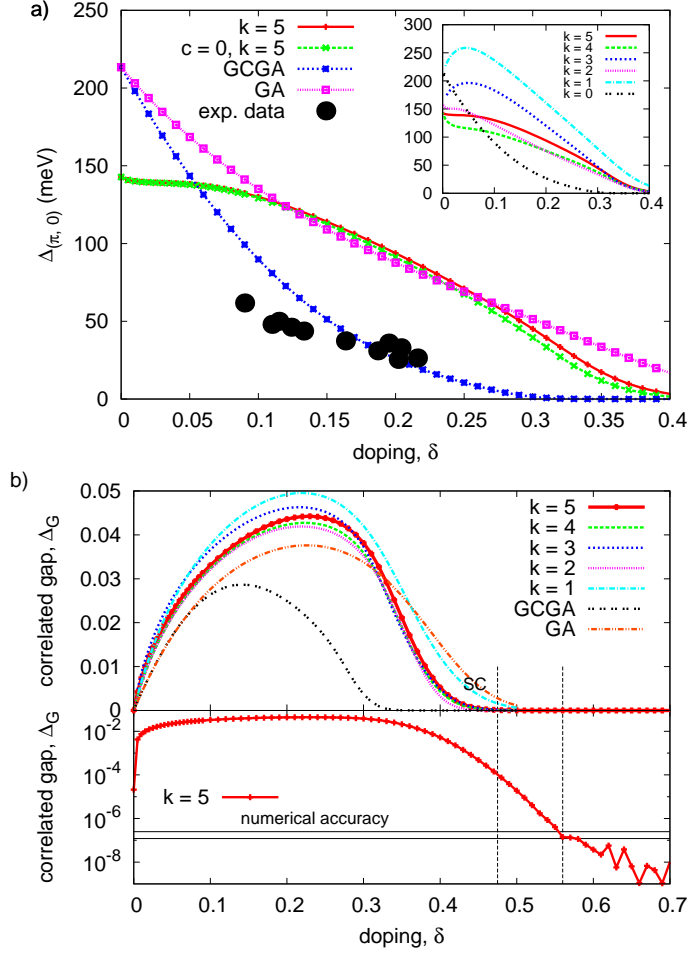 a)
250
200
150
100
50
0
Δ(π, 0) (meV)
k = 5
c = 0, k = 5
GCGA
GA
exp. data
300
250
200
150
100
50
0
k = 5
k = 4
k = 3
k = 2
k = 1
k = 0
0 0.1 0.2 0.3 0.4
0 0.05 0.1 0.15 0.2 0.25 0.3 0.35 0.4
doping, δ
b)
0.05
0.04
0.03
0.02
0.01
0
correlated gap, ΔG
k = 5
k = 4
k = 3
k = 2
k = 1
GCGA
GA
SC
10-2
10-4
10-6
10-8
correlated gap, ΔG
k = 5
numerical accuracy
0 0.1 0.2 0.3 0.4 0.5 0.6 0.7
doping, δ